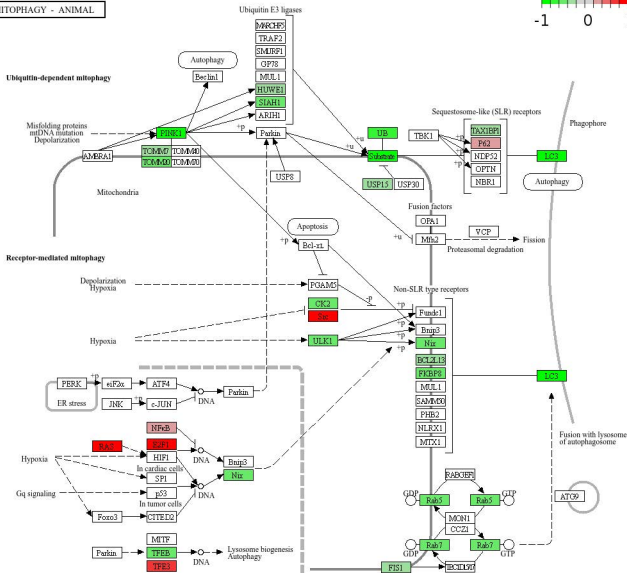 MITOPHAGY - ANIMAL
-1 0
Ubiquitin E3 ligases
MARCHF5
TRAF2
SMURF1
GP78
MUL1
HUWE1
SIAH1
ARIH1
Autophagy
Beclin1
Ubiquitin-dependent mitophagy
Misfolding proteins
mtDNA mutation
Depolarization
PINK1
+p
Parkin
AMBRA1
TOMM7 TOMM40
TOMM20 TOMM70
USP8
UB
+u
+u
Substrate
USP15 USP30
Sequestosome-like (SLR) receptors
TBK1
+p
+p
+p
TAX1BP1
P62
NDP52
OPTN
NBR1
LC3
Phagophore
Autophagy
Mitochondria
Fusion factors
OPA1
+u
Mfn2
VCP
Proteasomal degradation
Fission
Apoptosis
+p
Bcl-xL
Receptor-mediated mitophagy
Depolarization
Hypoxia
PGAM5
-p
Non-SLR type receptors
CK2
Src
+p
Fundc1
Hypoxia
ULK1
+p
+p
+p
Bnip3
Nix
BCL2L13
FKBP8
MUL1
SAMM50
PHB2
NLRX1
MTX1
LC3
PERK
eIF2α
ATF4
ER stress
JNK
+p
c-JUN
DNA
Parkin
NFκB
RAS
E2F1
HIF1
Hypoxia
In cardiac cells
DNA
SP1
p53
Gq signaling
In tumor cells
DNA
Foxo3
CITED2
Bnip3
Nix
Fusion with lysosome
of autophagosome
RABGEF1
GDP
GTP
Rab5
Rab5
MON1
CCZ1
Rab7
Rab7
GDP
GTP
ATG9
MITF
Parkin
TFEB
TFE3
DNA
Lysosome biogenesis
Autophagy
FIS1